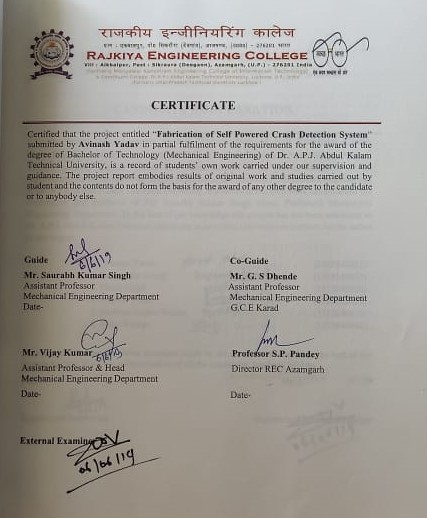 राजकीय इन्जीनियरिंग कालेज
RAJKIYA ENGINEERING COLLEGE
Vill : Aikbalpur, Post : Sikraura (Deogaon), Azamgarh, (U.P.) - 276201 India
CERTIFICATE
Certified that the project entitled "Fabrication of Self Powered Crash Detection System"
submitted by Avinash Yadav in partial fulfilment of the requirements for the award of the
degree of Bachelor of Technology (Mechanical Engineering) of Dr. A.P.J. Abdul Kalam
Technical University, is a record of students' own work carried under our supervision and
guidance. The project report embodies results of original work and studies carried out by
student and the contents do not form the basis for the award of any other degree to the candidate
or to anybody else.
Guide
6/6/19
Mr. Saurabh Kumar Singh
Assistant Professor
Mechanical Engineering Department
Date-
Co-Guide
Mr. G. S Dhende
Assistant Professor
Mechanical Engineering Department
G.C.E Karad
Mr. Vijay Kumar
Assistant Professor & Head
Mechanical Engineering Department
Date-
Professor S.P. Pandey
Director REC Azamgarh
Date-
External Examiner
06/06/19